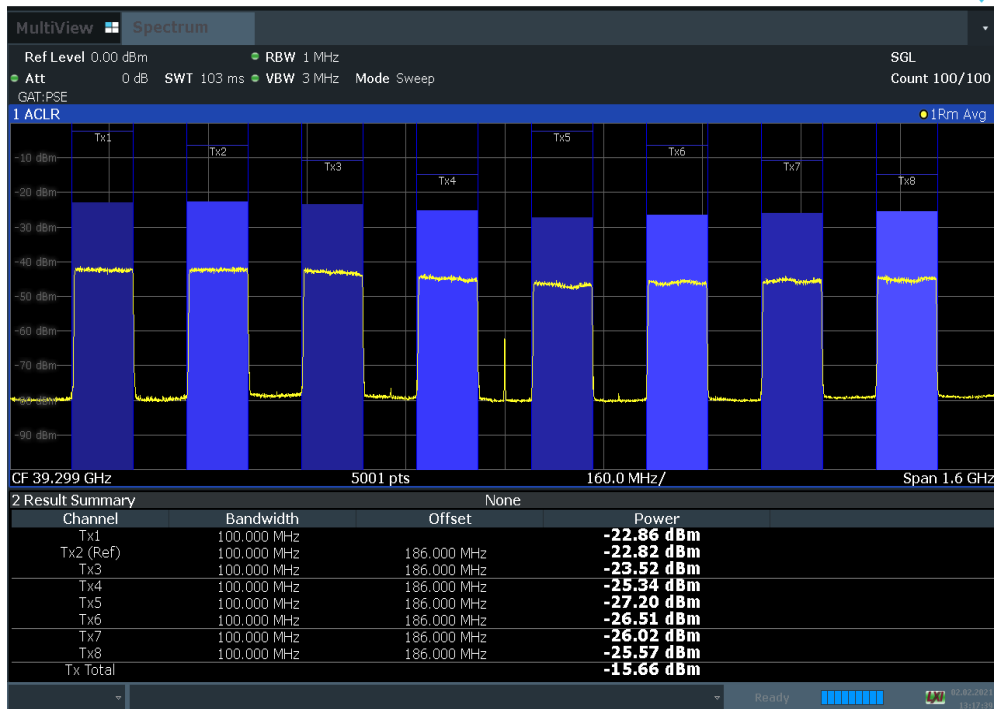 MultiView Spectrum
Ref Level 0.00 dBm RBW 1 MHz SGL
Att 0 dB SWT 103 ms VBW 3 MHz Mode Sweep Count 100/100
GAT:PSE
1 ACLR 1Rm Avg
Tx1 Tx5
Tx2 Tx6
-10 dBm
Tx3 Tx7
Tx4 Tx8
-20 dBm
-30 dBm
-40 dBm
-50 dBm
-60 dBm
-70 dBm
-80 dBm
-90 dBm
CF 39.299 GHz 5001 pts 160.0 MHz/ Span 1.6 GHz
2 Result Summary None
Channel Bandwidth Offset Power
Tx1 100.000 MHz -22.86 dBm
Tx2 (Ref) 100.000 MHz 186.000 MHz -22.82 dBm
Tx3 100.000 MHz 186.000 MHz -23.52 dBm
Tx4 100.000 MHz 186.000 MHz -25.34 dBm
Tx5 100.000 MHz 186.000 MHz -27.20 dBm
Tx6 100.000 MHz 186.000 MHz -26.51 dBm
Tx7 100.000 MHz 186.000 MHz -26.02 dBm
Tx8 100.000 MHz 186.000 MHz -25.57 dBm
Tx Total -15.66 dBm
Ready 02.02.2021